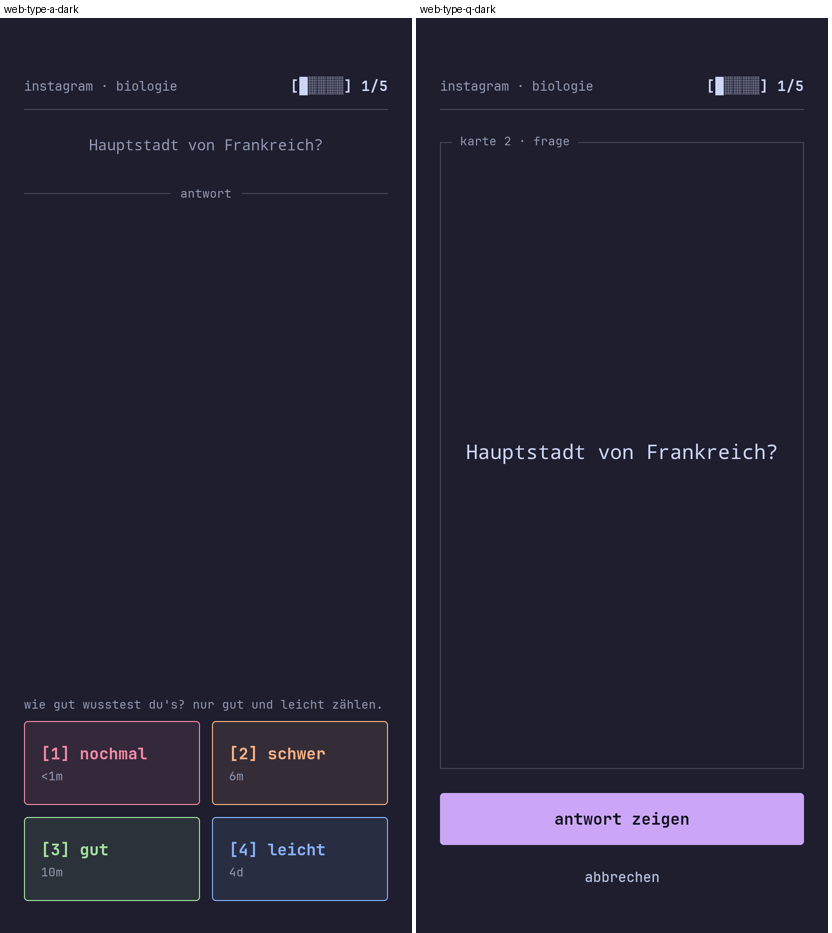 web-type-a-dark
instagram · biologie
[█▒▒▒▒] 1/5
Hauptstadt von Frankreich?
antwort
wie gut wusstest du's? nur gut und leicht zählen.
[1] nochmal
<1m
[2] schwer
6m
[3] gut
10m
[4] leicht
4d
web-type-q-dark
instagram · biologie
[█▒▒▒▒] 1/5
karte 2 · frage
Hauptstadt von Frankreich?
antwort zeigen
abbrechen